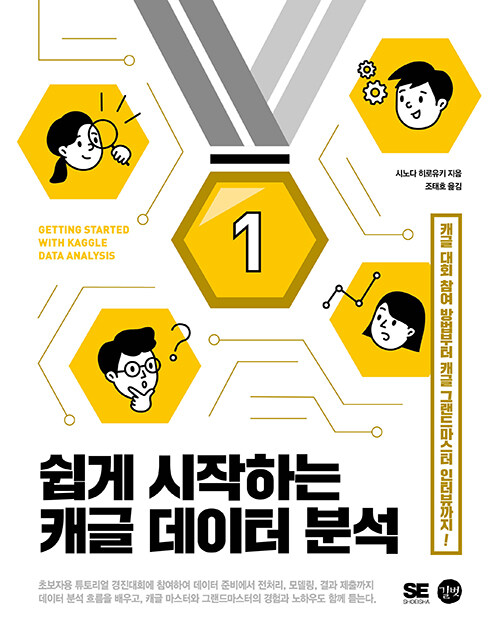 시노다 히로유키 지음
조태호 옮김
GETTING STARTED
WITH KAGGLE
DATA ANALYSIS
1
캐글 대회 참여 방법부터 캐글 그랜드마스터 인터뷰까지!
쉽게 시작하는
캐글 데이터 분석
초보자용 튜토리얼 경진대회에 참여하여 데이터 준비에서 전처리, 모델링, 결과 제출까지
데이터 분석 흐름을 배우고, 캐글 마스터와 그랜드마스터의 경험과 노하우도 함께 듣는다.
SE
SHOEISHA
길벗